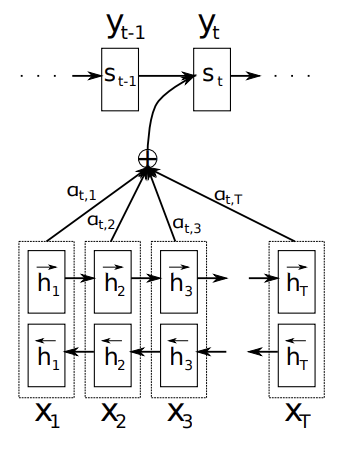 y_{t-1} y_t
. . . s_{t-1} s_t . . .
⊕
a_{t,1} a_{t,2} a_{t,3} a_{t,T}
\overrightarrow{h}_1 \overrightarrow{h}_2 \overrightarrow{h}_3 \overrightarrow{h}_T
\overleftarrow{h}_1 \overleftarrow{h}_2 \overleftarrow{h}_3 \overleftarrow{h}_T
x_1 x_2 x_3 x_T